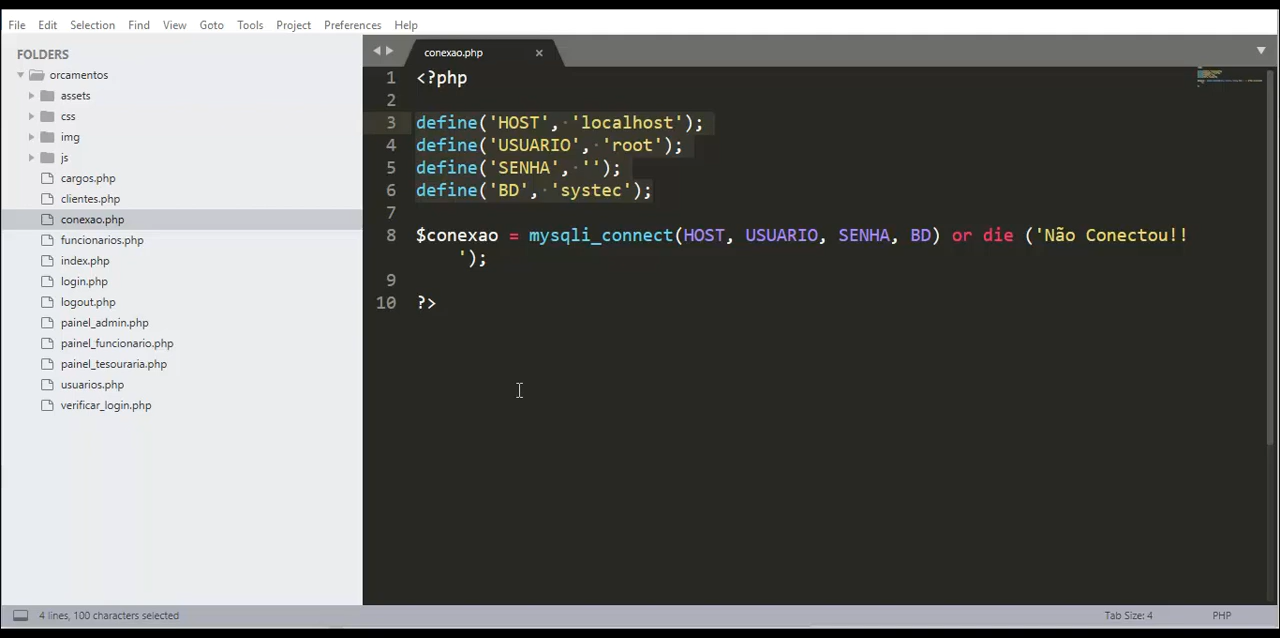 File Edit Selection Find View Goto Tools Project Preferences Help
FOLDERS
orcamentos
assets
css
img
js
cargos.php
clientes.php
conexao.php
funcionarios.php
index.php
login.php
logout.php
painel_admin.php
painel_funcionario.php
painel_tesouraria.php
usuarios.php
verificar_login.php
conexao.php ×
1 <?php
2
3 define('HOST', 'localhost');
4 define('USUARIO', 'root');
5 define('SENHA', '');
6 define('BD', 'systec');
7
8 $conexao = mysqli_connect(HOST, USUARIO, SENHA, BD) or die ('Não Conectou!!
');
9
10 ?>
4 lines, 100 characters selected Tab Size: 4 PHP